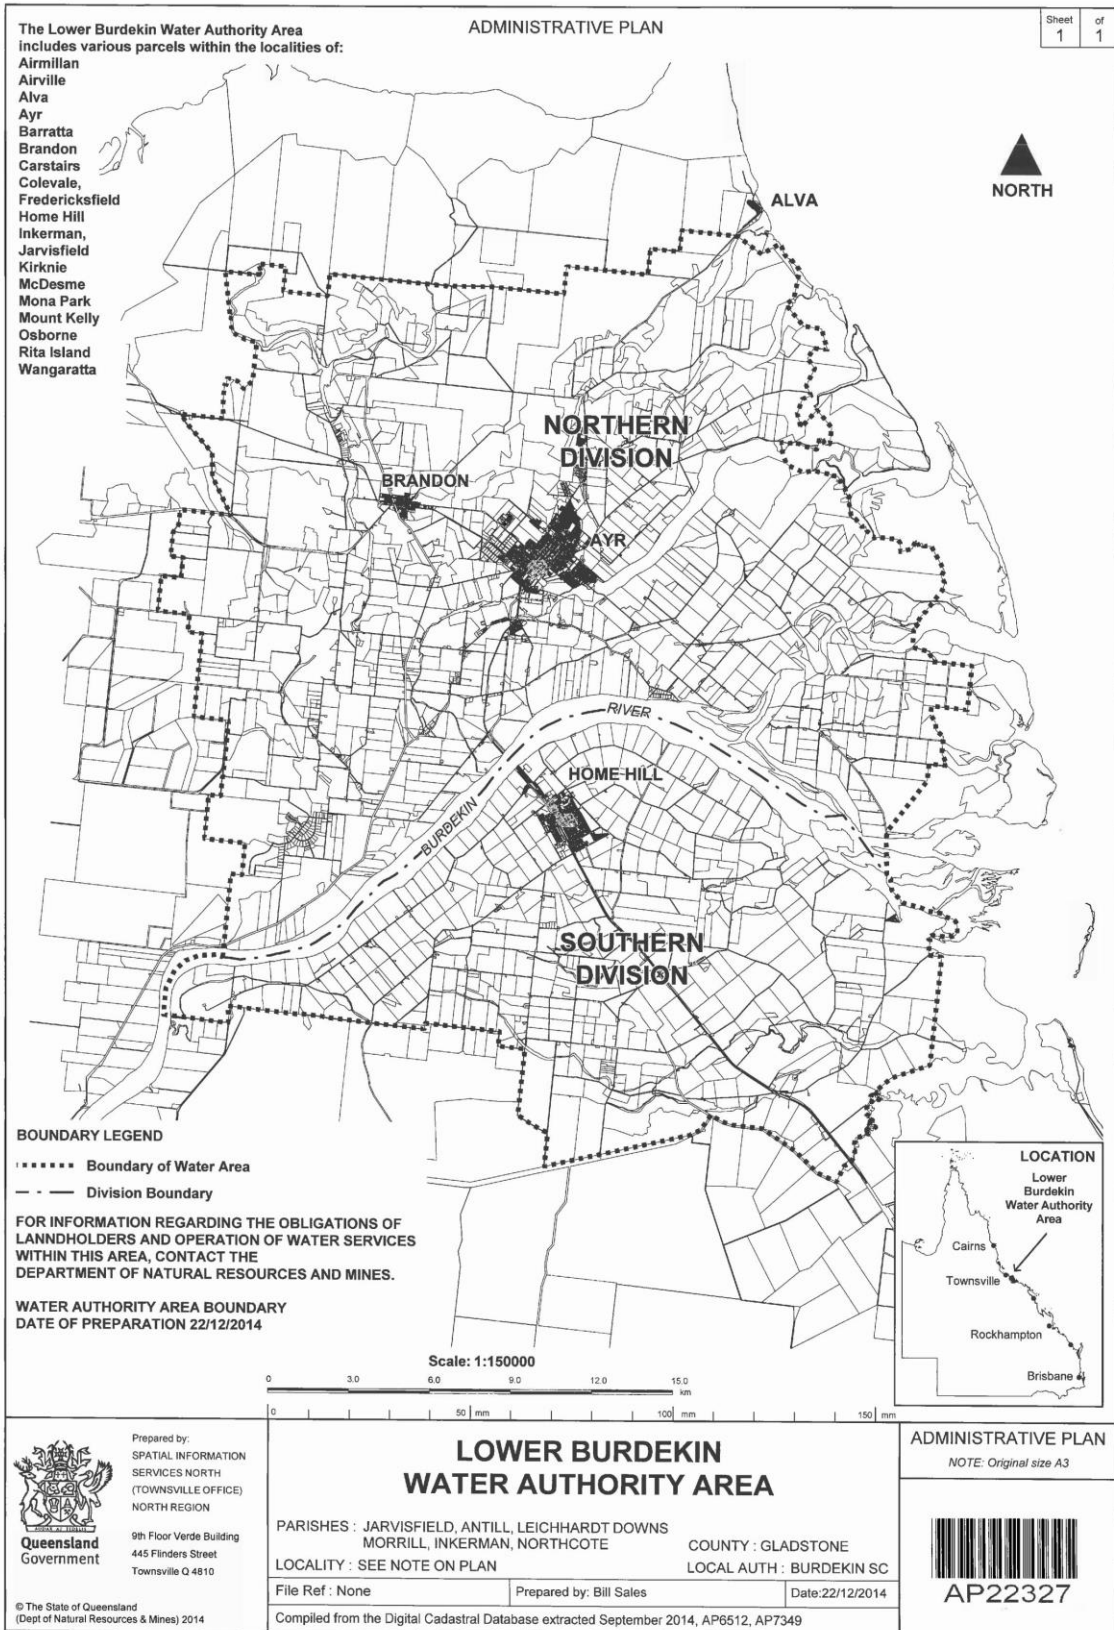 ADMINISTRATIVE PLAN
Sheet of
1 1
The Lower Burdekin Water Authority Area
includes various parcels within the localities of:
Airmillan
Airville
Alva
Ayr
Barratta
Brandon
Carstairs
Colevale,
Fredericksfield
Home Hill
Inkerman,
Jarvisfield
Kirknie
McDesme
Mona Park
Mount Kelly
Osborne
Rita Island
Wangaratta
NORTH
ALVA
NORTHERN
DIVISION
BRANDON
AYR
RIVER
HOME HILL
BURDEKIN
SOUTHERN
DIVISION
BOUNDARY LEGEND
Boundary of Water Area
Division Boundary
FOR INFORMATION REGARDING THE OBLIGATIONS OF
LANNDHOLDERS AND OPERATION OF WATER SERVICES
WITHIN THIS AREA, CONTACT THE
DEPARTMENT OF NATURAL RESOURCES AND MINES.
WATER AUTHORITY AREA BOUNDARY
DATE OF PREPARATION 22/12/2014
LOCATION
Lower
Burdekin
Water Authority
Area
Cairns
Townsville
Rockhampton
Brisbane
Scale: 1:150000
0 3.0 6.0 9.0 12.0 15.0
km
0 50 mm 100 mm 150 mm
Queensland
Government
Prepared by:
SPATIAL INFORMATION
SERVICES NORTH
(TOWNSVILLE OFFICE)
NORTH REGION
9th Floor Verde Building
445 Flinders Street
Townsville Q 4810
© The State of Queensland
(Dept of Natural Resources & Mines) 2014
LOWER BURDEKIN
WATER AUTHORITY AREA
PARISHES : JARVISFIELD, ANTILL, LEICHHARDT DOWNS
MORRILL, INKERMAN, NORTHCOTE
COUNTY : GLADSTONE
LOCALITY : SEE NOTE ON PLAN
LOCAL AUTH : BURDEKIN SC
File Ref : None
Prepared by: Bill Sales
Date:22/12/2014
Compiled from the Digital Cadastral Database extracted September 2014, AP6512, AP7349
ADMINISTRATIVE PLAN
NOTE: Original size A3
AP22327